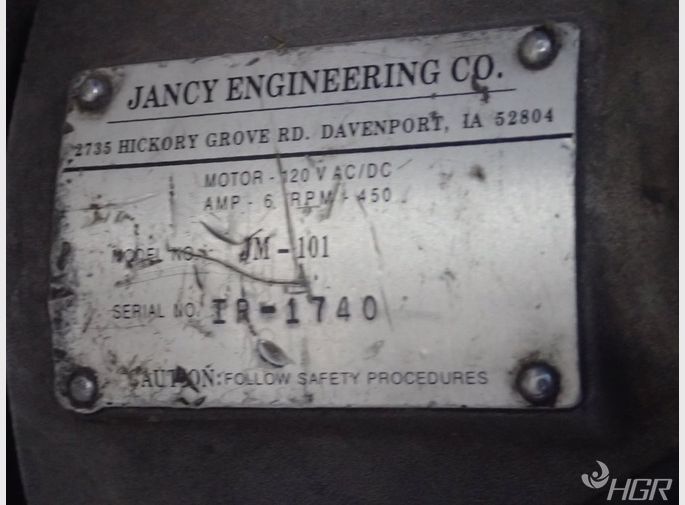 JANCY ENGINEERING CO.
2735 HICKORY GROVE RD. DAVENPORT, IA 52804
MOTOR - 120 V AC/DC
AMP - 6 RPM - 450
MODEL NO. JM - 101
SERIAL NO. IR-1740
CAUTION: FOLLOW SAFETY PROCEDURES
HGR